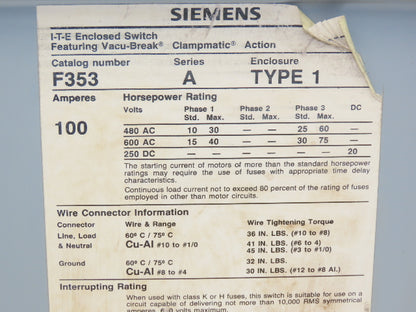 SIEMENS
I-T-E Enclosed Switch
Featuring Vacu-Break® Clampmatic® Action
Catalog number Series Enclosure
F353 A TYPE 1
Amperes Horsepower Rating
Volts Phase 1 Phase 2 Phase 3 DC
Std. Max. Std. Max. Std. Max.
100
480 AC 10 30 — — 25 60 —
600 AC 15 40 — — 30 75 —
250 DC — — — — — — 20
The starting current of motors of more than the standard horsepower
ratings may require the use of fuses with appropriate time delay
characteristics.
Continuous load current not to exceed 80 percent of the rating of fuses
employed in other than motor circuits.
Wire Connector Information
Connector Wire & Range Wire Tightening Torque
Line, Load 60° C / 75° C 36 IN. LBS. (#10 to #8)
& Neutral Cu-Al #10 to #1/0 41 IN. LBS. (#6 to 4)
45 IN. LBS. (#3 to #1/0)
Ground 60° C / 75° C 32 IN. LBS.
Cu-Al #8 to #4 30 IN. LBS. (#12 to #8 Al.)
Interrupting Rating
When used with class K or H fuses, this switch is suitable for use on a
circuit capable of delivering not more than 10,000 RMS symmetrical
amperes, volts maximum.